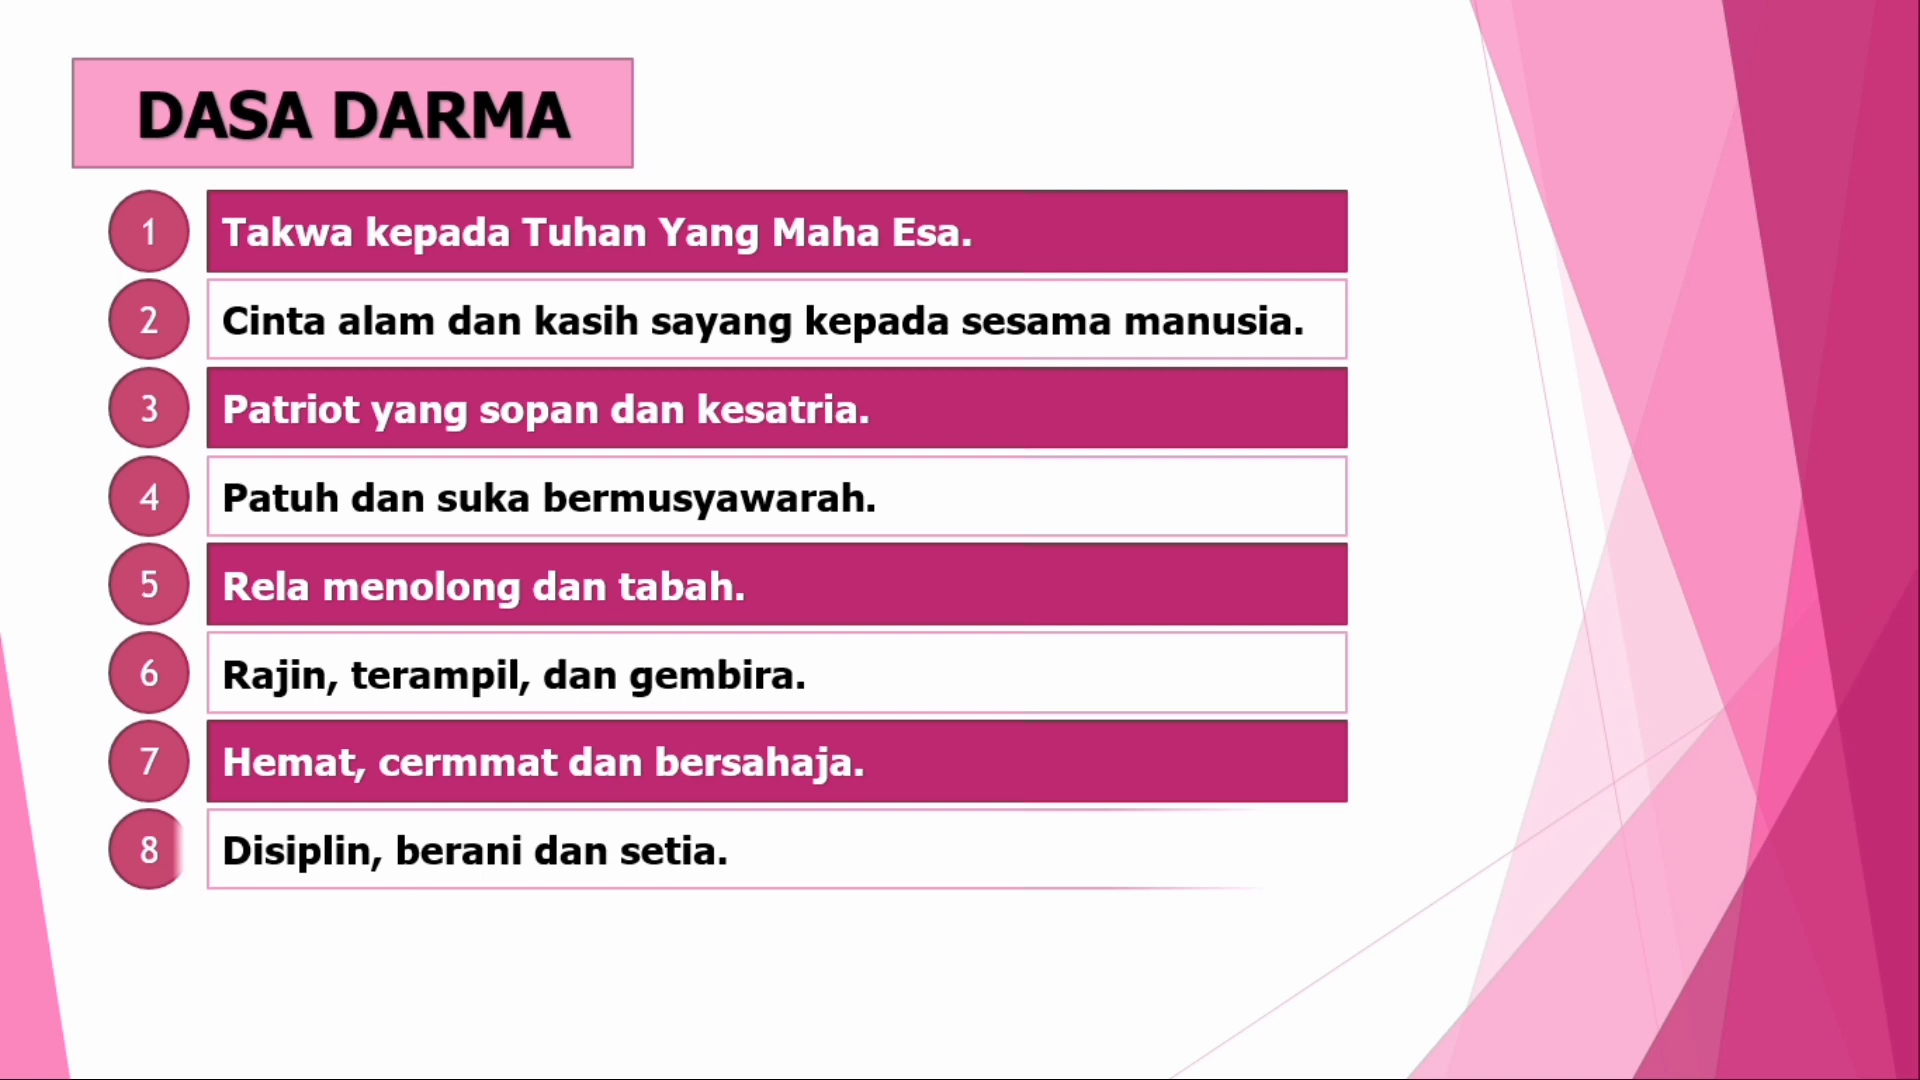 DASA DARMA
1 Takwa kepada Tuhan Yang Maha Esa.
2 Cinta alam dan kasih sayang kepada sesama manusia.
3 Patriot yang sopan dan kesatria.
4 Patuh dan suka bermusyawarah.
5 Rela menolong dan tabah.
6 Rajin, terampil, dan gembira.
7 Hemat, cermmat dan bersahaja.
8 Disiplin, berani dan setia.